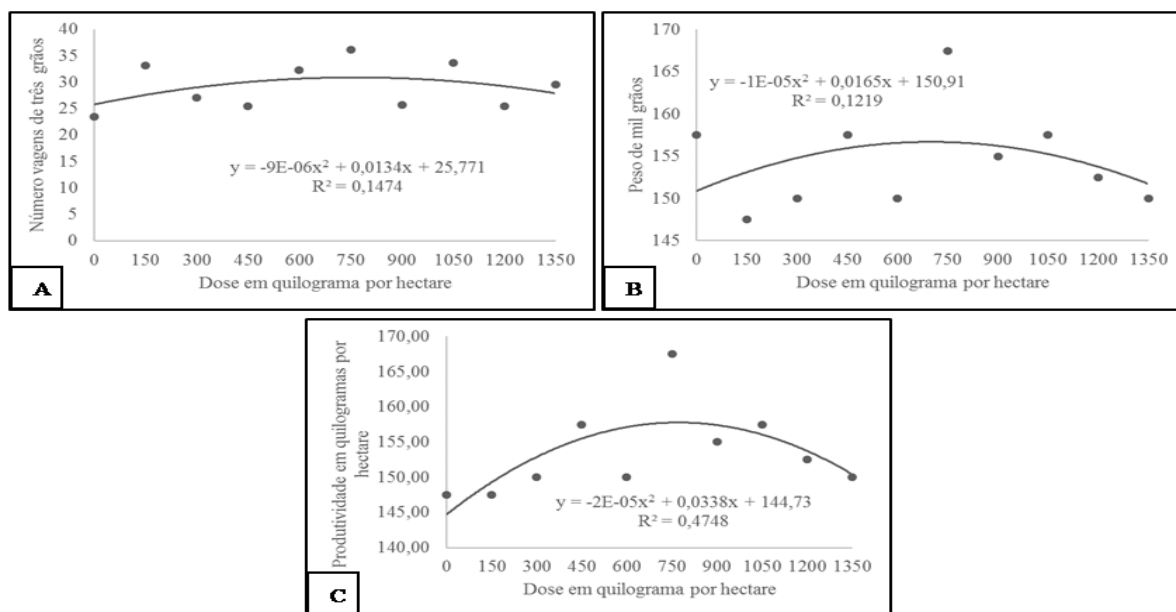 Número vagens de três grãos
40
35
30
25
20
15
10
5
0
y = -9E-06x² + 0,0134x + 25,771
R² = 0,1474
0 150 300 450 600 750 900 1050 1200 1350
Dose em quilograma por hectare
A
Peso de mil grãos
170
165
160
155
150
145
y = -1E-05x² + 0,0165x + 150,91
R² = 0,1219
0 150 300 450 600 750 900 1050 1200 1350
Dose em quilograma por hectare
B
Produtividade em quilogramas por
hectare
170,00
165,00
160,00
155,00
150,00
145,00
140,00
y = -2E-05x² + 0,0338x + 144,73
R² = 0,4748
0 150 300 450 600 750 900 1050 1200 1350
Dose em quilograma por hectare
C